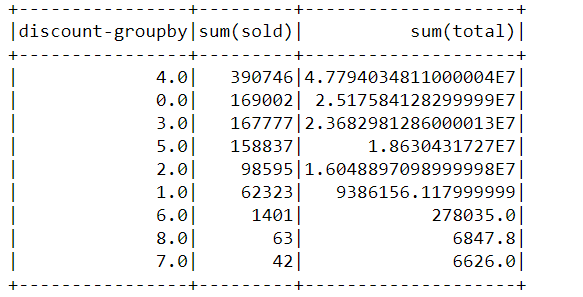 +----------------+---------+--------------------+
|discount-groupby|sum(sold)|          sum(total)|
+----------------+---------+--------------------+
|             4.0|   390746|4.7794034811000004E7|
|             0.0|   169002| 2.517584128299999E7|
|             3.0|   167777|2.3682981286000013E7|
|             5.0|   158837|      1.8630431727E7|
|             2.0|    98595|1.6048897098999998E7|
|             1.0|    62323|   9386156.117999999|
|             6.0|     1401|            278035.0|
|             8.0|       63|              6847.8|
|             7.0|       42|              6626.0|
+----------------+---------+--------------------+